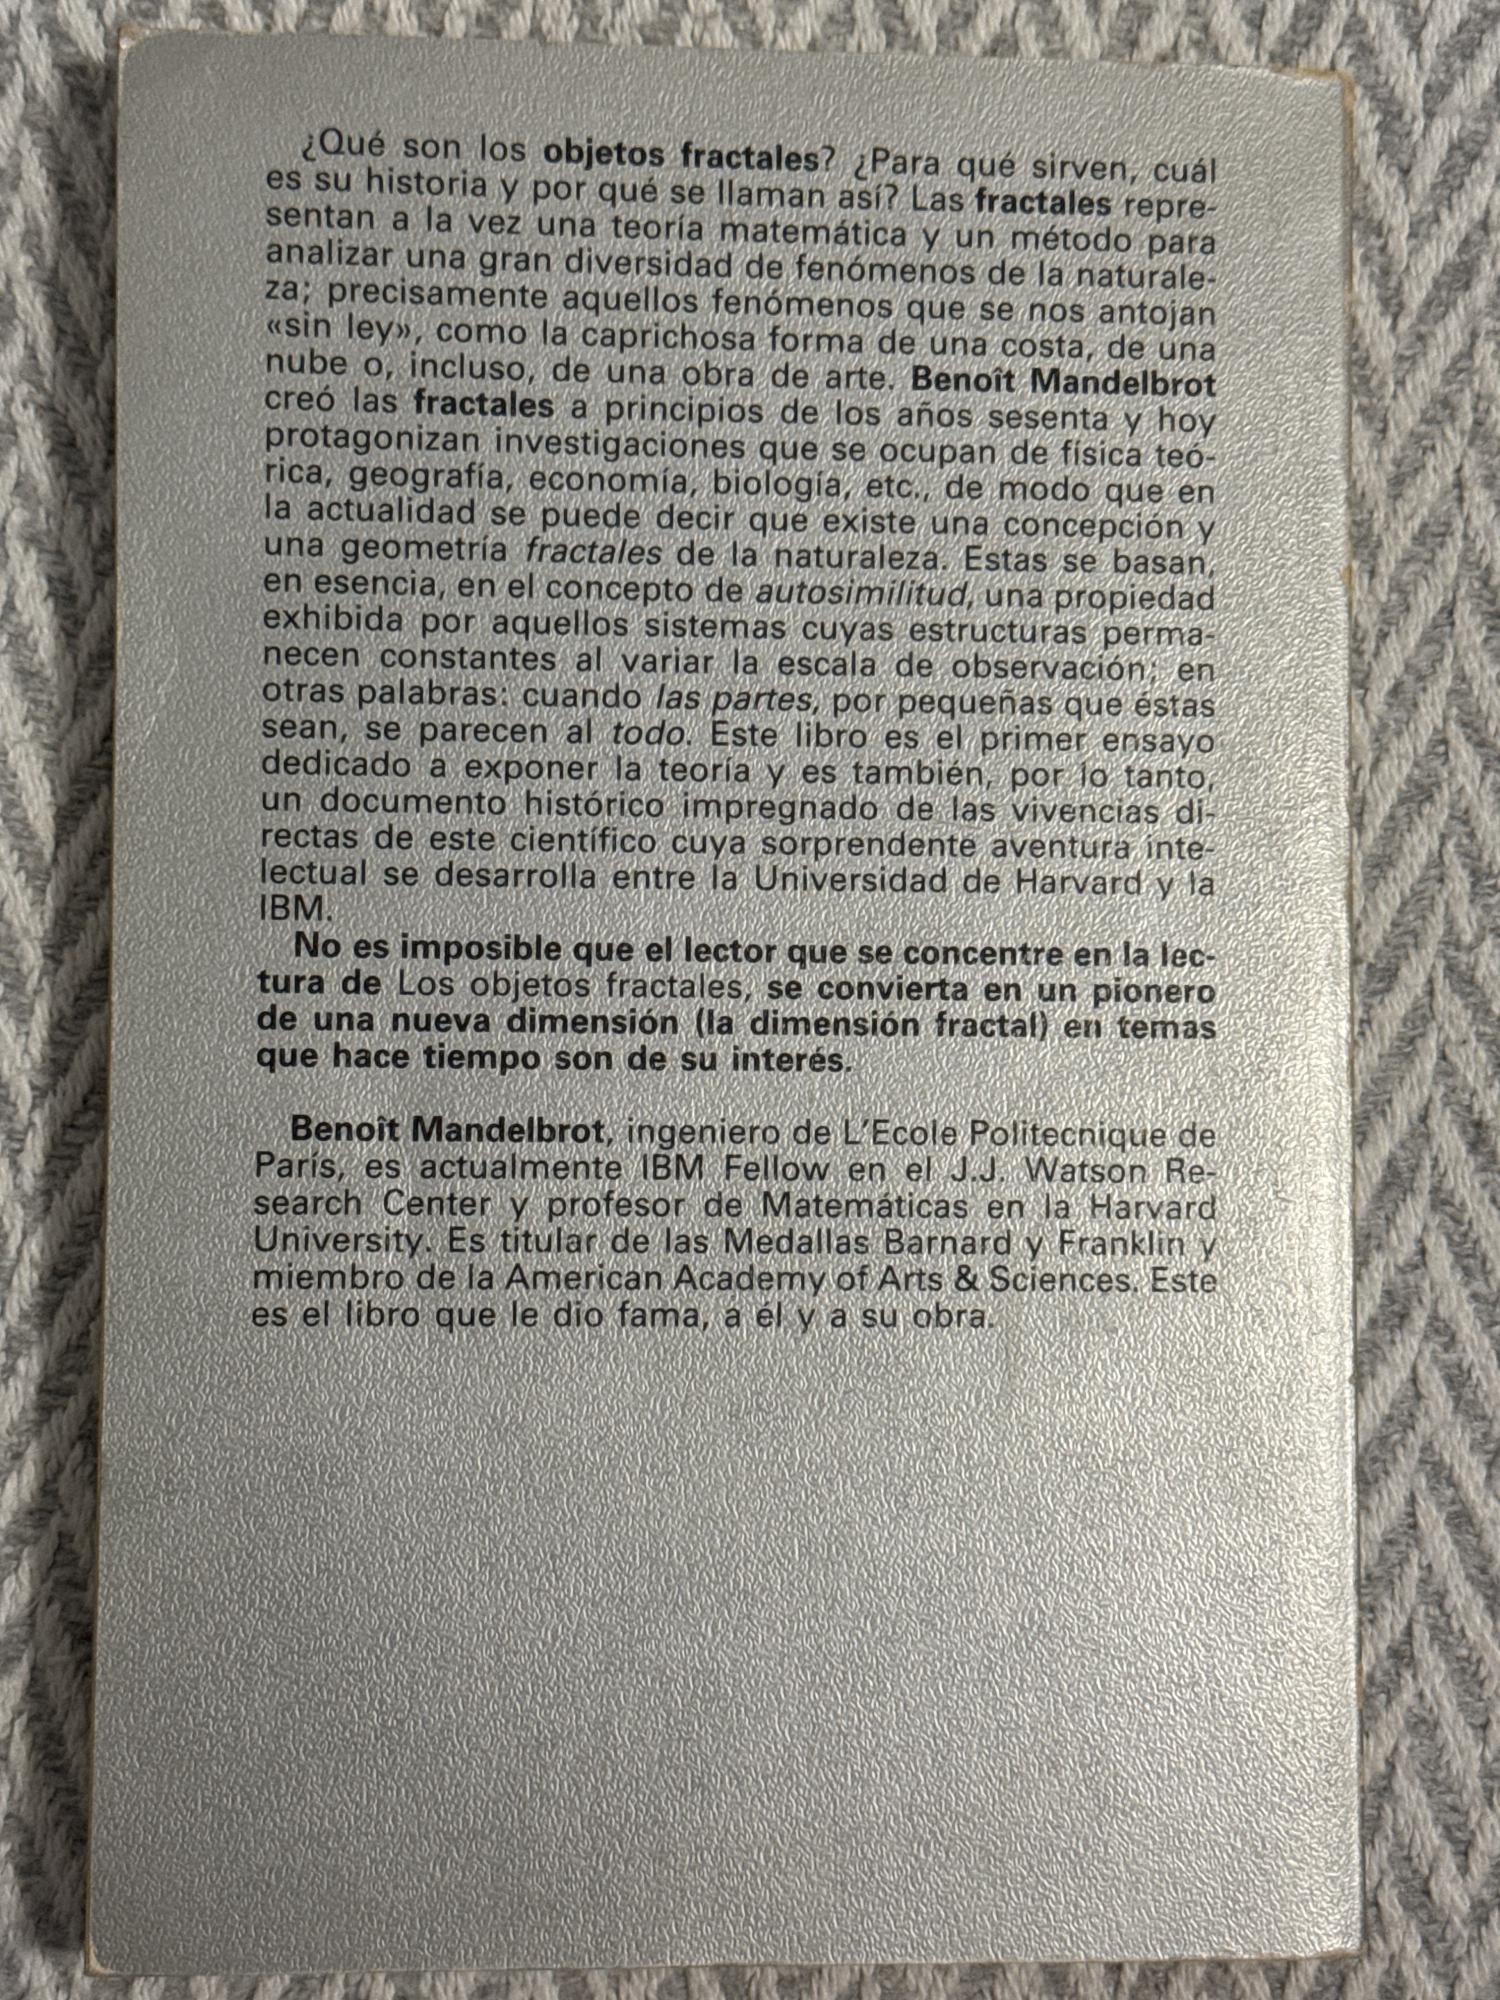 ¿Qué son los objetos fractales? ¿Para qué sirven, cuál
es su historia y por qué se llaman así? Las fractales repre-
sentan a la vez una teoría matemática y un método para
analizar una gran diversidad de fenómenos de la naturale-
za; precisamente aquellos fenómenos que se nos antojan
«sin ley», como la caprichosa forma de una costa, de una
nube o, incluso, de una obra de arte. Benoît Mandelbrot
creó las fractales a principios de los años sesenta y hoy
protagonizan investigaciones que se ocupan de física teó-
rica, geografía, economía, biología, etc., de modo que en
la actualidad se puede decir que existe una concepción y
una geometría fractales de la naturaleza. Estas se basan,
en esencia, en el concepto de autosimilitud, una propiedad
exhibida por aquellos sistemas cuyas estructuras perma-
necen constantes al variar la escala de observación; en
otras palabras: cuando las partes, por pequeñas que éstas
sean, se parecen al todo. Este libro es el primer ensayo
dedicado a exponer la teoría y es también, por lo tanto,
un documento histórico impregnado de las vivencias di-
rectas de este científico cuya sorprendente aventura inte-
lectual se desarrolla entre la Universidad de Harvard y la
IBM.
No es imposible que el lector que se concentre en la lec-
tura de Los objetos fractales, se convierta en un pionero
de una nueva dimensión (la dimensión fractal) en temas
que hace tiempo son de su interés.
Benoît Mandelbrot, ingeniero de L'Ecole Politecnique de
París, es actualmente IBM Fellow en el J.J. Watson Re-
search Center y profesor de Matemáticas en la Harvard
University. Es titular de las Medallas Barnard y Franklin y
miembro de la American Academy of Arts & Sciences. Este
es el libro que le dio fama, a él y a su obra.